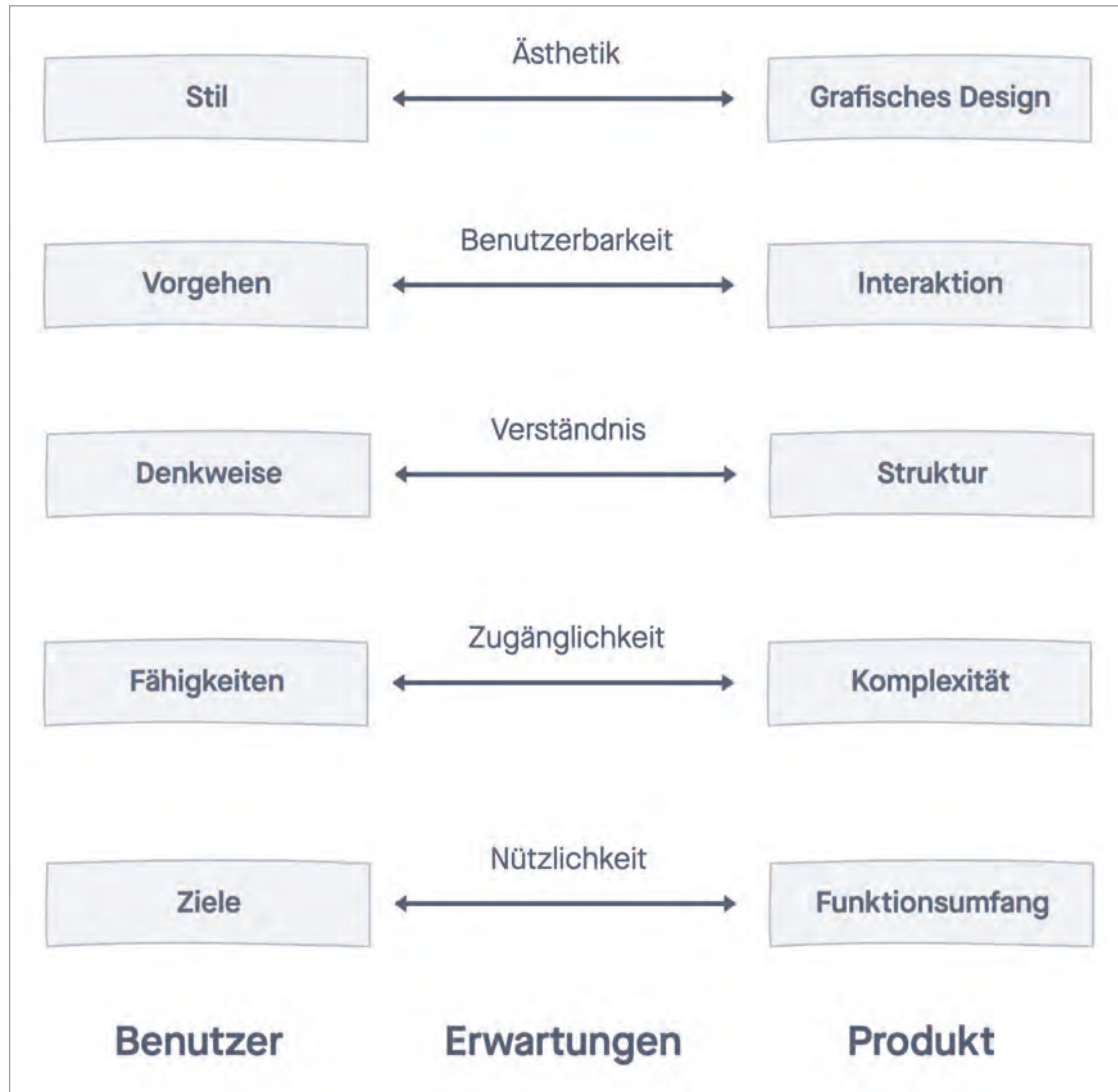 Ästhetik
Stil
Grafisches Design
Benutzerbarkeit
Vorgehen
Interaktion
Verständnis
Denkweise
Struktur
Zugänglichkeit
Fähigkeiten
Komplexität
Nützlichkeit
Ziele
Funktionsumfang
Benutzer
Erwartungen
Produkt